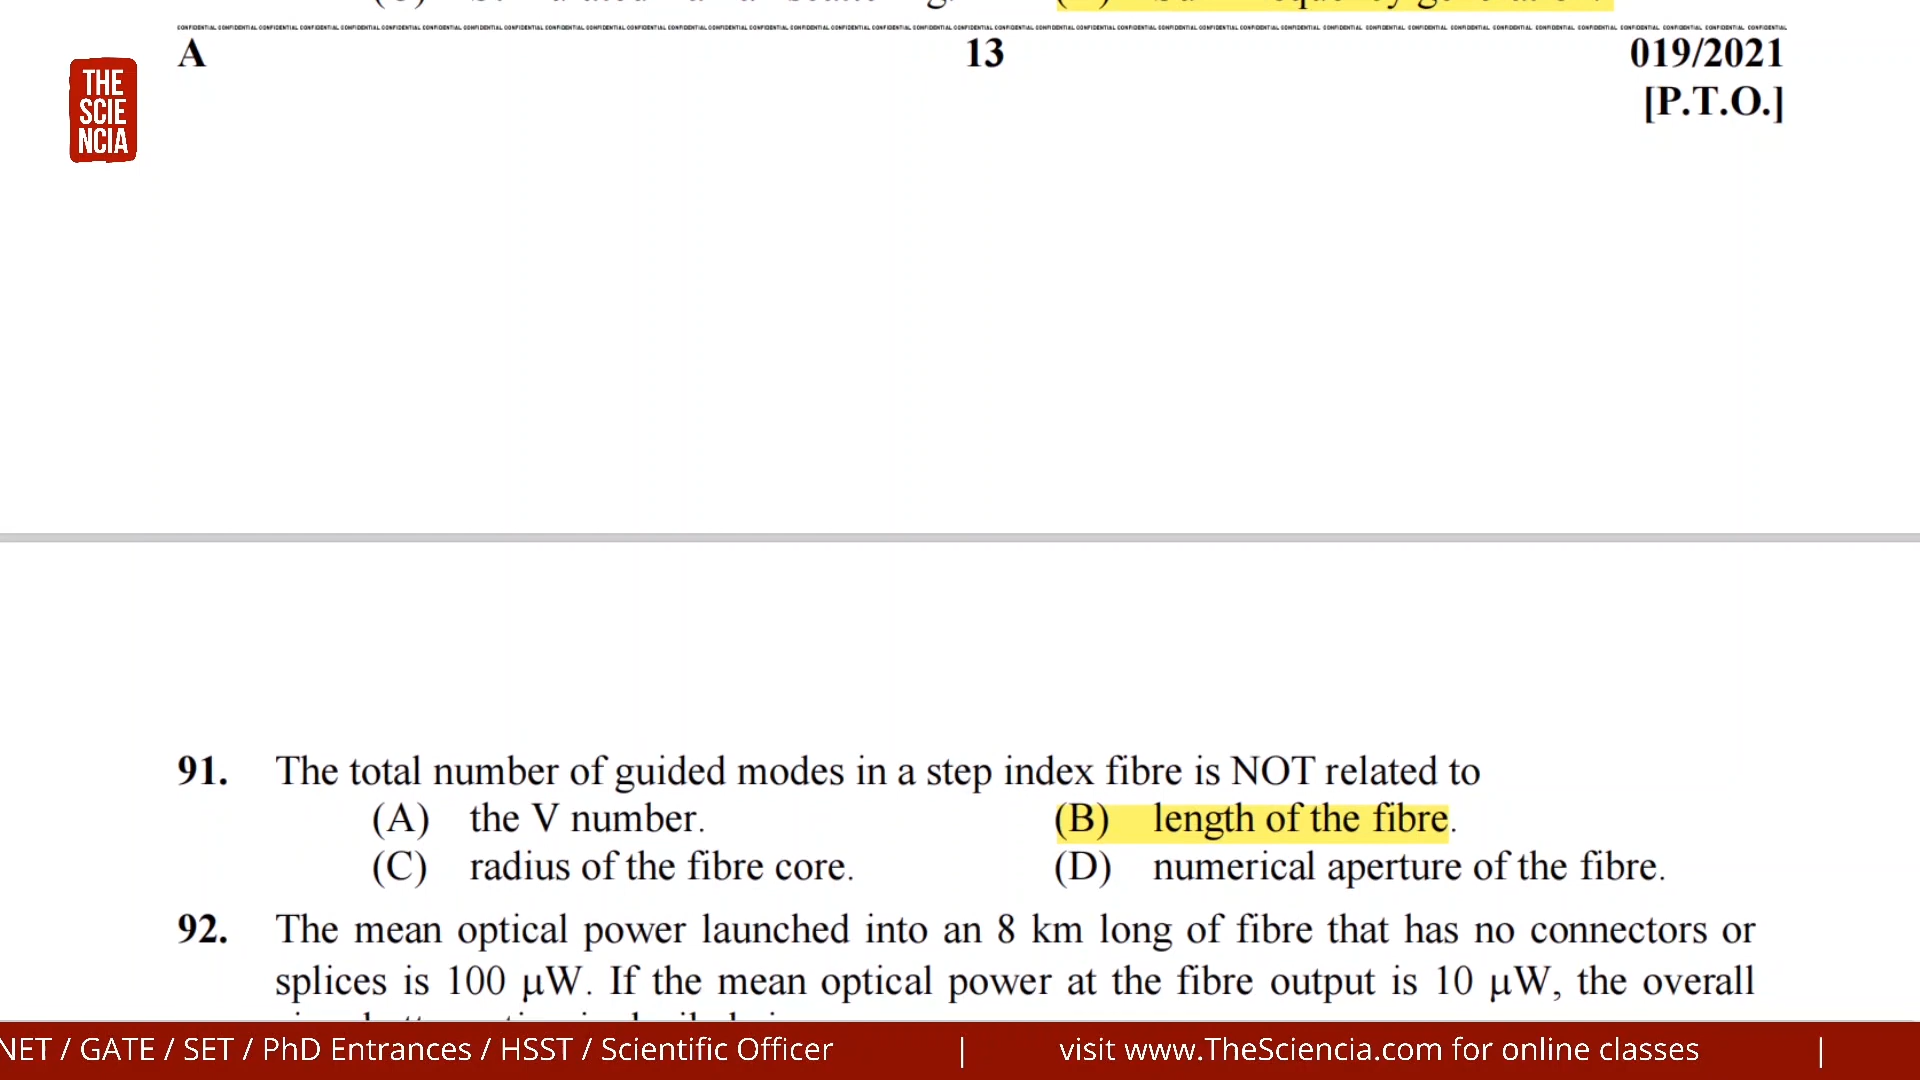 A 13 019/2021
[P.T.O.]
THE
SCIE
NCIA
91. The total number of guided modes in a step index fibre is NOT related to
(A) the V number. (B) length of the fibre.
(C) radius of the fibre core. (D) numerical aperture of the fibre.
92. The mean optical power launched into an 8 km long of fibre that has no connectors or
splices is 100 μW. If the mean optical power at the fibre output is 10 μW, the overall
NET / GATE / SET / PhD Entrances / HSST / Scientific Officer | visit www.TheSciencia.com for online classes |